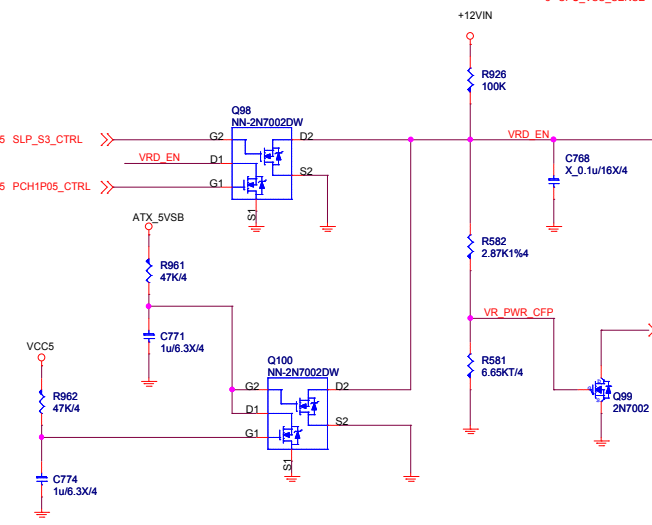 +12VIN
R926
100K
Q98
NN-2N7002DW
5 SLP_S3_CTRL
G2
D2
VRD_EN
VRD_EN
D1
C768
X_0.1u/16X/4
S2
5 PCH1P05_CTRL
G1
S1
ATX_5VSB
R582
2.87K1%4
R961
47K/4
VR_PWR_CFP
C771
1u/6.3X/4
VCC5
Q100
NN-2N7002DW
R581
6.65KT/4
G2
D2
R962
47K/4
Q99
2N7002
D1
S2
G1
S1
C774
1u/6.3X/4